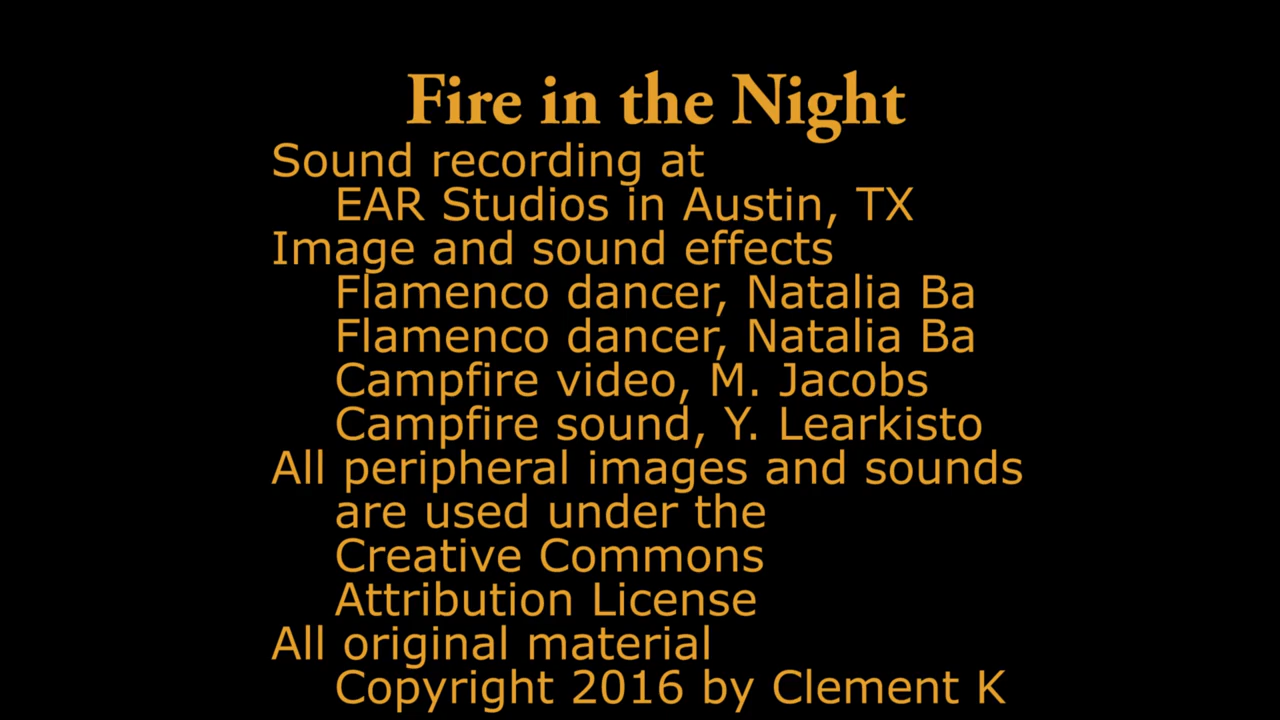 Fire in the Night
Sound recording at
EAR Studios in Austin, TX
Image and sound effects
Flamenco dancer, Natalia Ba
Flamenco dancer, Natalia Ba
Campfire video, M. Jacobs
Campfire sound, Y. Learkisto
All peripheral images and sounds
are used under the
Creative Commons
Attribution License
All original material
Copyright 2016 by Clement K